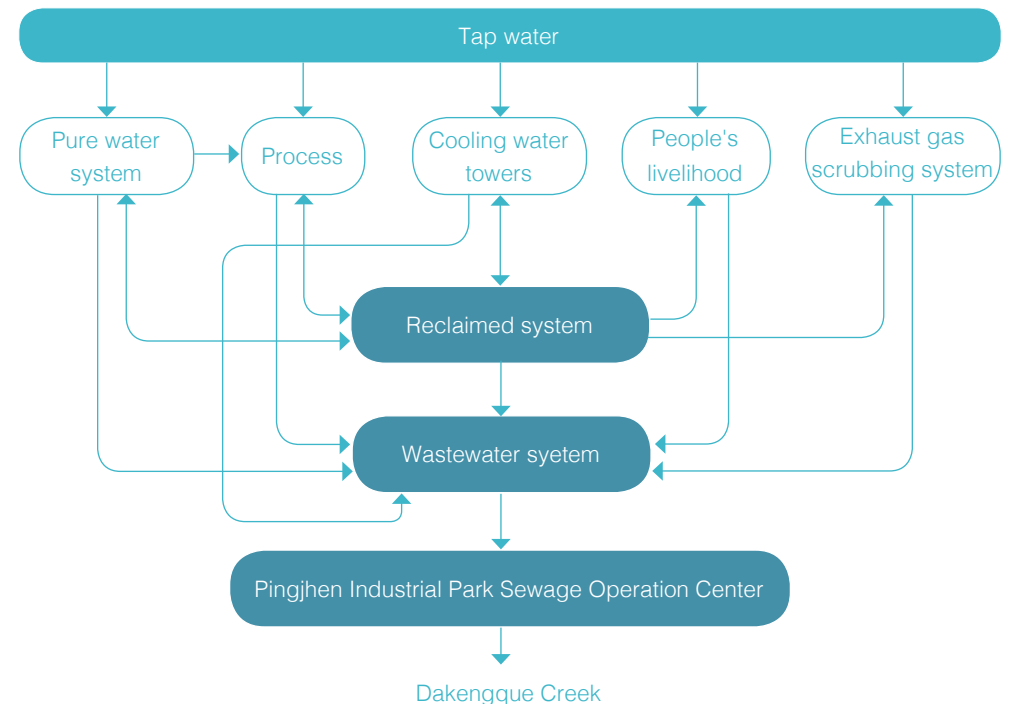 Tap water
Pure water
system
Process
Cooling water
towers
People's
livelihood
Exhaust gas
scrubbing system
Reclaimed system
Wastewater syetem
Pingjhen Industrial Park Sewage Operation Center
Dakengque Creek